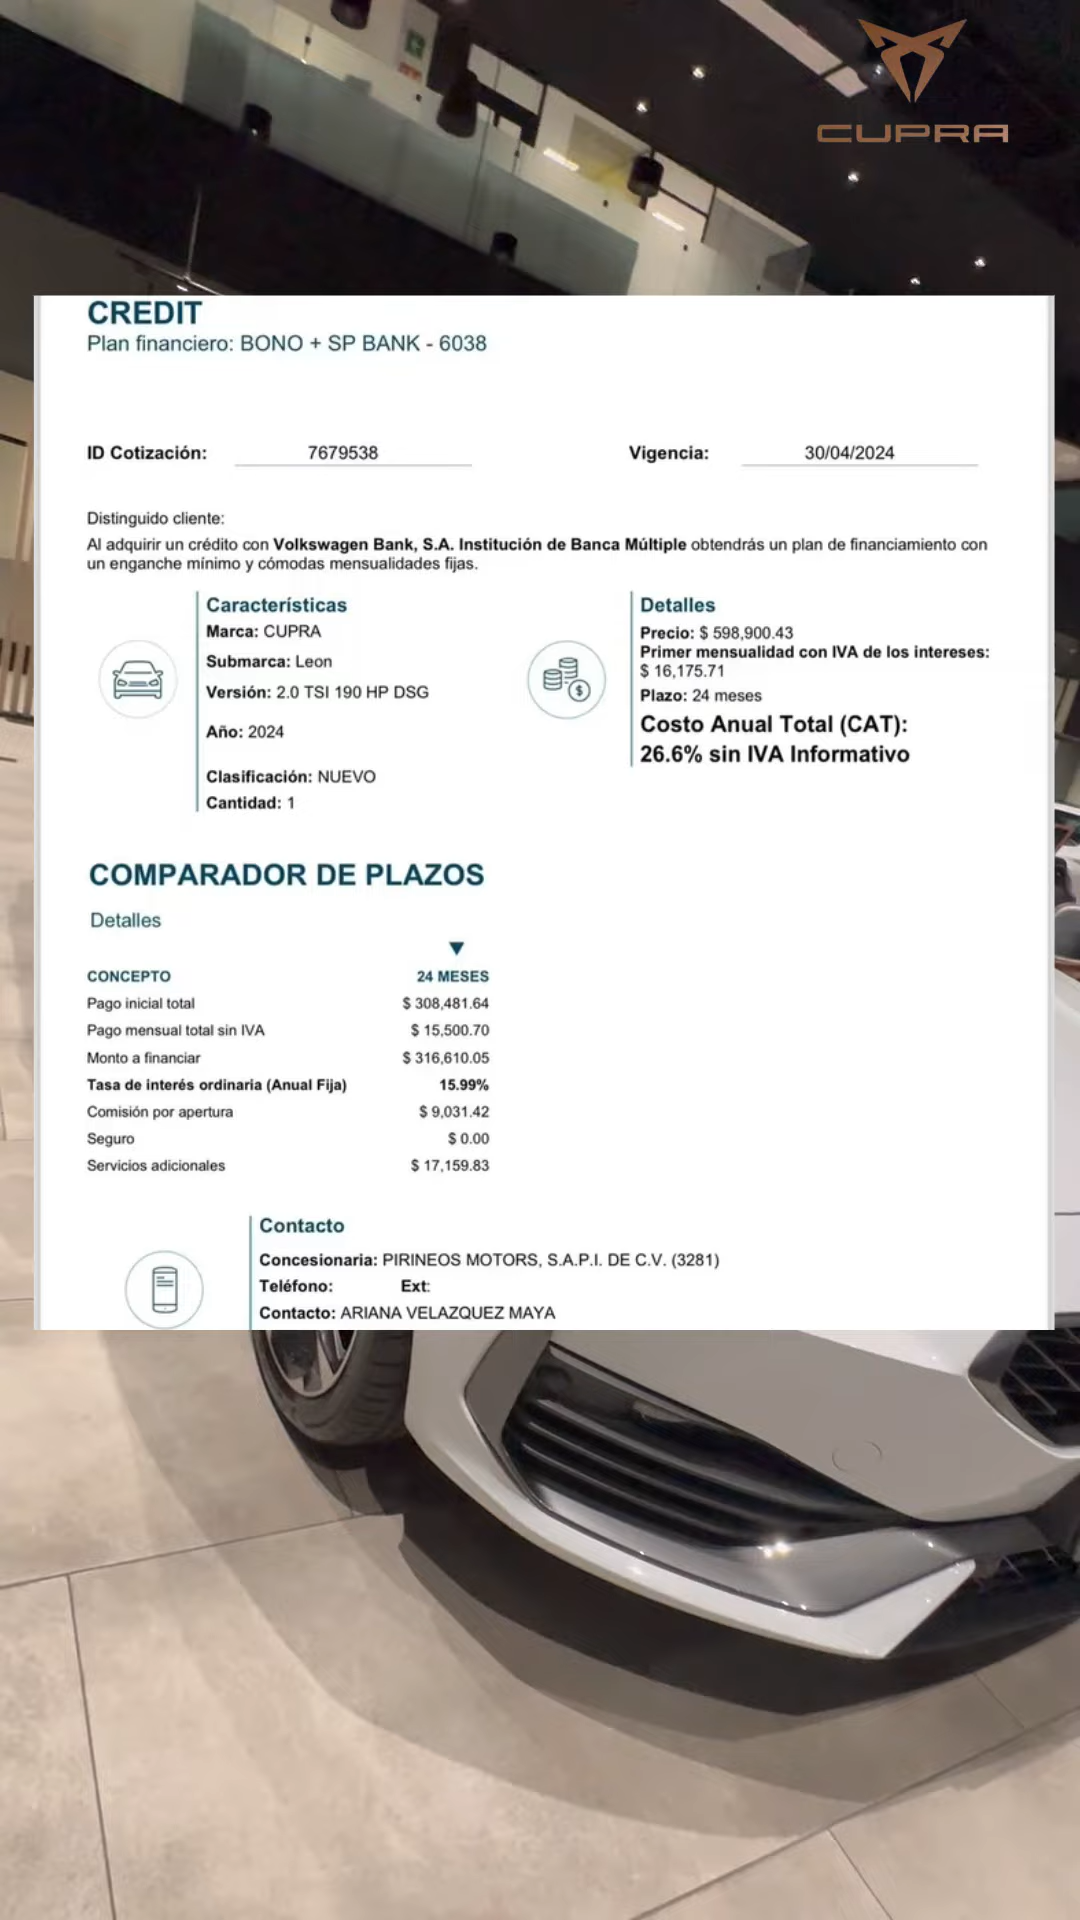 CUPRA
CREDIT
Plan financiero: BONO + SP BANK - 6038
ID Cotización: 7679538
Vigencia: 30/04/2024
Distinguido cliente:
Al adquirir un crédito con Volkswagen Bank, S.A. Institución de Banca Múltiple obtendrás un plan de financiamiento con
un enganche mínimo y cómodas mensualidades fijas.
Características
Marca: CUPRA
Submarca: Leon
Versión: 2.0 TSI 190 HP DSG
Año: 2024
Clasificación: NUEVO
Cantidad: 1
Detalles
Precio: $ 598,900.43
Primer mensualidad con IVA de los intereses:
$ 16,175.71
Plazo: 24 meses
Costo Anual Total (CAT):
26.6% sin IVA Informativo
COMPARADOR DE PLAZOS
Detalles
CONCEPTO 24 MESES
Pago inicial total $ 308,481.64
Pago mensual total sin IVA $ 15,500.70
Monto a financiar $ 316,610.05
Tasa de interés ordinaria (Anual Fija) 15.99%
Comisión por apertura $ 9,031.42
Seguro $ 0.00
Servicios adicionales $ 17,159.83
Contacto
Concesionaria: PIRINEOS MOTORS, S.A.P.I. DE C.V. (3281)
Teléfono: Ext:
Contacto: ARIANA VELAZQUEZ MAYA